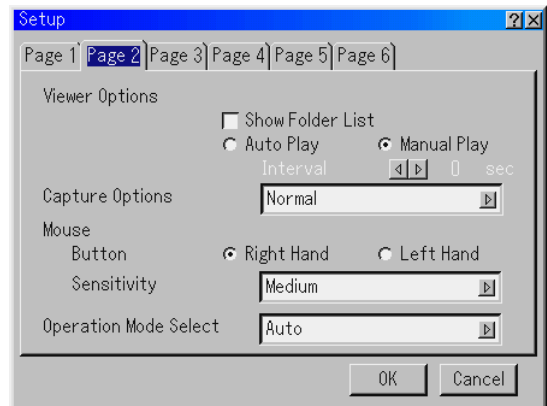 Setup
Page 1 Page 2 Page 3 Page 4 Page 5 Page 6
Viewer Options
Show Folder List
Auto Play Manual Play
Interval 0 sec
Capture Options Normal
Mouse
Button Right Hand Left Hand
Sensitivity Medium
Operation Mode Select Auto
OK Cancel